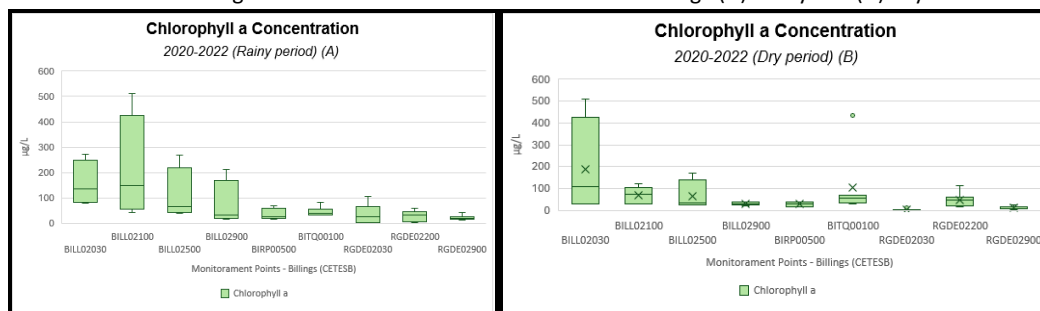 Chlorophyll a Concentration
2020-2022 (Rainy period) (A)
600
500
400
300
200
100
0
µg/L
BILL02030
BILL02100
BILL02500
BILL02900
BIRP00500
BITQ00100
RGDE02030
RGDE02200
RGDE02900
Monitorament Points - Billings (CETESB)
Chlorophyll a
Chlorophyll a Concentration
2020-2022 (Dry period) (B)
600
500
400
300
200
100
0
µg/L
BILL02030
BILL02100
BILL02500
BILL02900
BIRP00500
BITQ00100
RGDE02030
RGDE02200
RGDE02900
Monitorament Points - Billings (CETESB)
Chlorophyll a